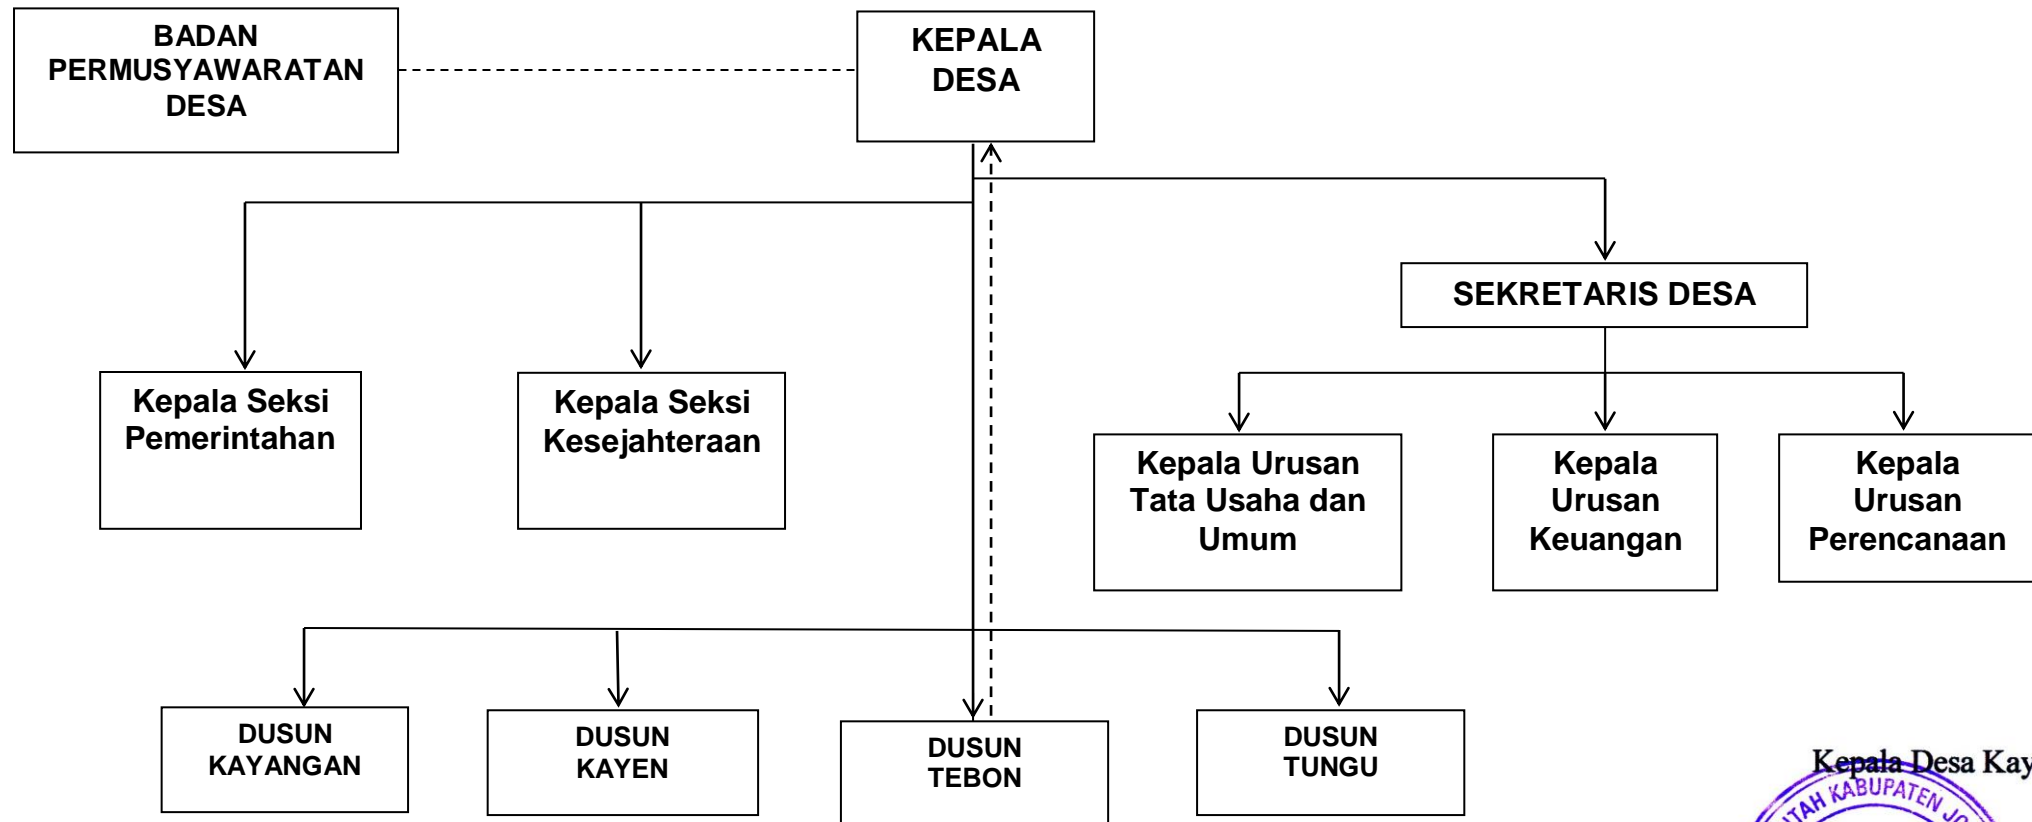 BADAN
PERMUSYAWARATAN
DESA
KEPALA
DESA
SEKRETARIS DESA
Kepala Seksi
Pemerintahan
Kepala Seksi
Kesejahteraan
Kepala Urusan
Tata Usaha dan
Umum
Kepala
Urusan
Keuangan
Kepala
Urusan
Perencanaan
DUSUN
KAYANGAN
DUSUN
KAYEN
DUSUN
TEBON
DUSUN
TUNGU
Kepala Desa Kay
KABUPATEN